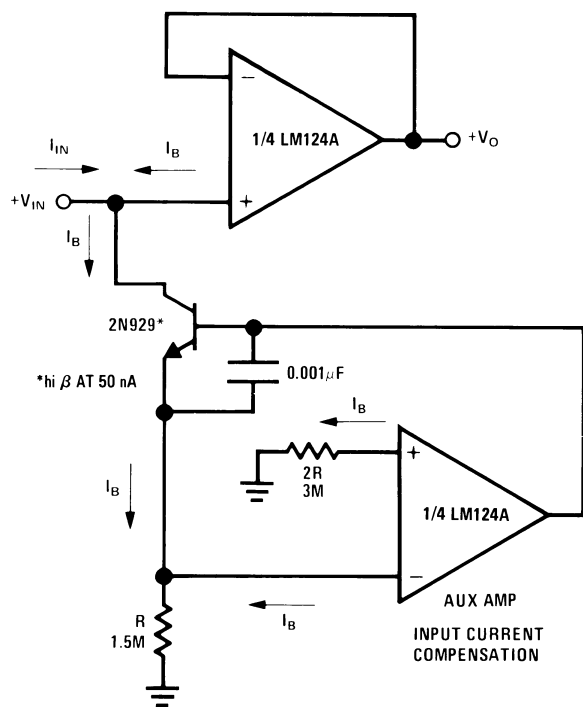 −
1/4 LM124A
+V_O
I_IN
I_B
+
+V_IN
I_B
2N929*
0.001μF
*hi β AT 50 nA
I_B
+
2R
3M
I_B
1/4 LM124A
−
I_B
AUX AMP
R
1.5M
INPUT CURRENT
COMPENSATION